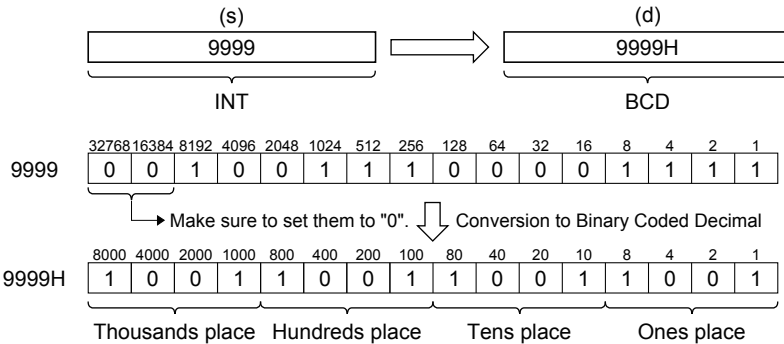 (s) (d)
9999 9999H
INT BCD
32768 16384 8192 4096 2048 1024 512 256 128 64 32 16 8 4 2 1
9999 0 0 1 0 0 1 1 1 0 0 0 0 1 1 1 1
Make sure to set them to "0". Conversion to Binary Coded Decimal
8000 4000 2000 1000 800 400 200 100 80 40 20 10 8 4 2 1
9999H 1 0 0 1 1 0 0 1 1 0 0 1 1 0 0 1
Thousands place Hundreds place Tens place Ones place